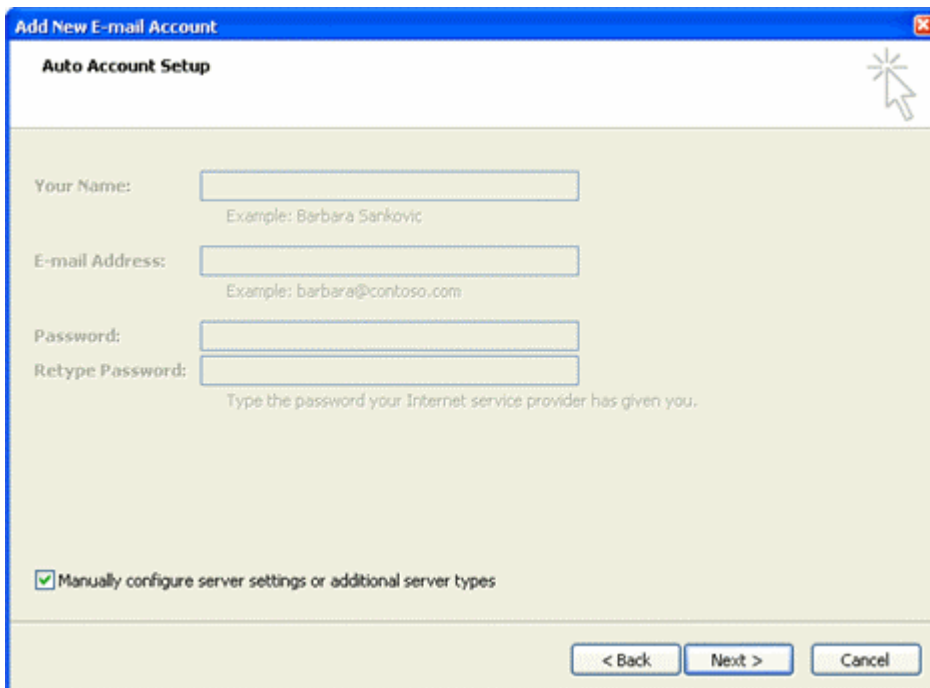 Add New E-mail Account
Auto Account Setup
Your Name:
Example: Barbara Sankovic
E-mail Address:
Example: barbara@contoso.com
Password:
Retype Password:
Type the password your Internet service provider has given you.
Manually configure server settings or additional server types
< Back Next > Cancel